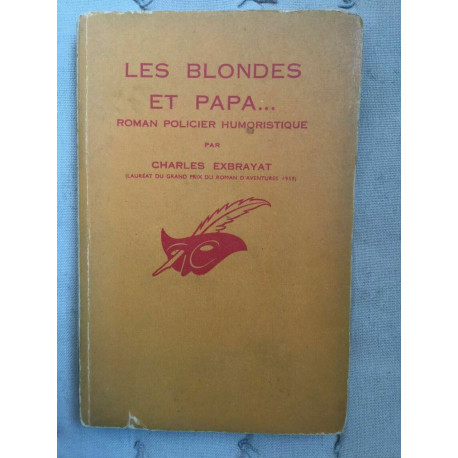 LES BLONDES
ET PAPA...
ROMAN POLICIER HUMORISTIQUE
PAR
CHARLES EXBRAYAT
(LAURÉAT DU GRAND PRIX DU ROMAN D'AVENTURES 1958)